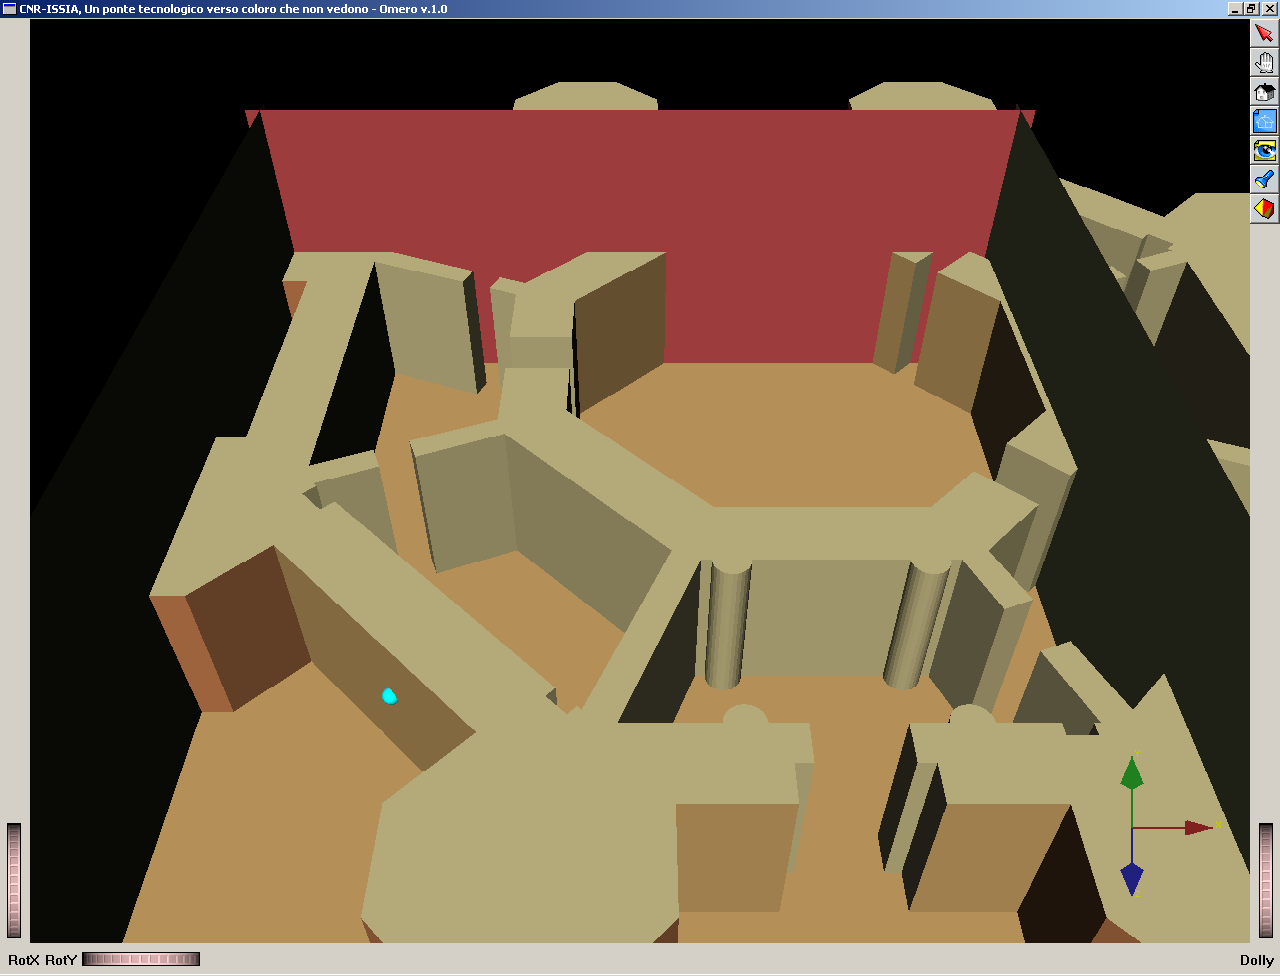 CNR-ISSIA, Un ponte tecnologico verso coloro che non vedono - Omero v.1.0
RotX RotY
Dolly